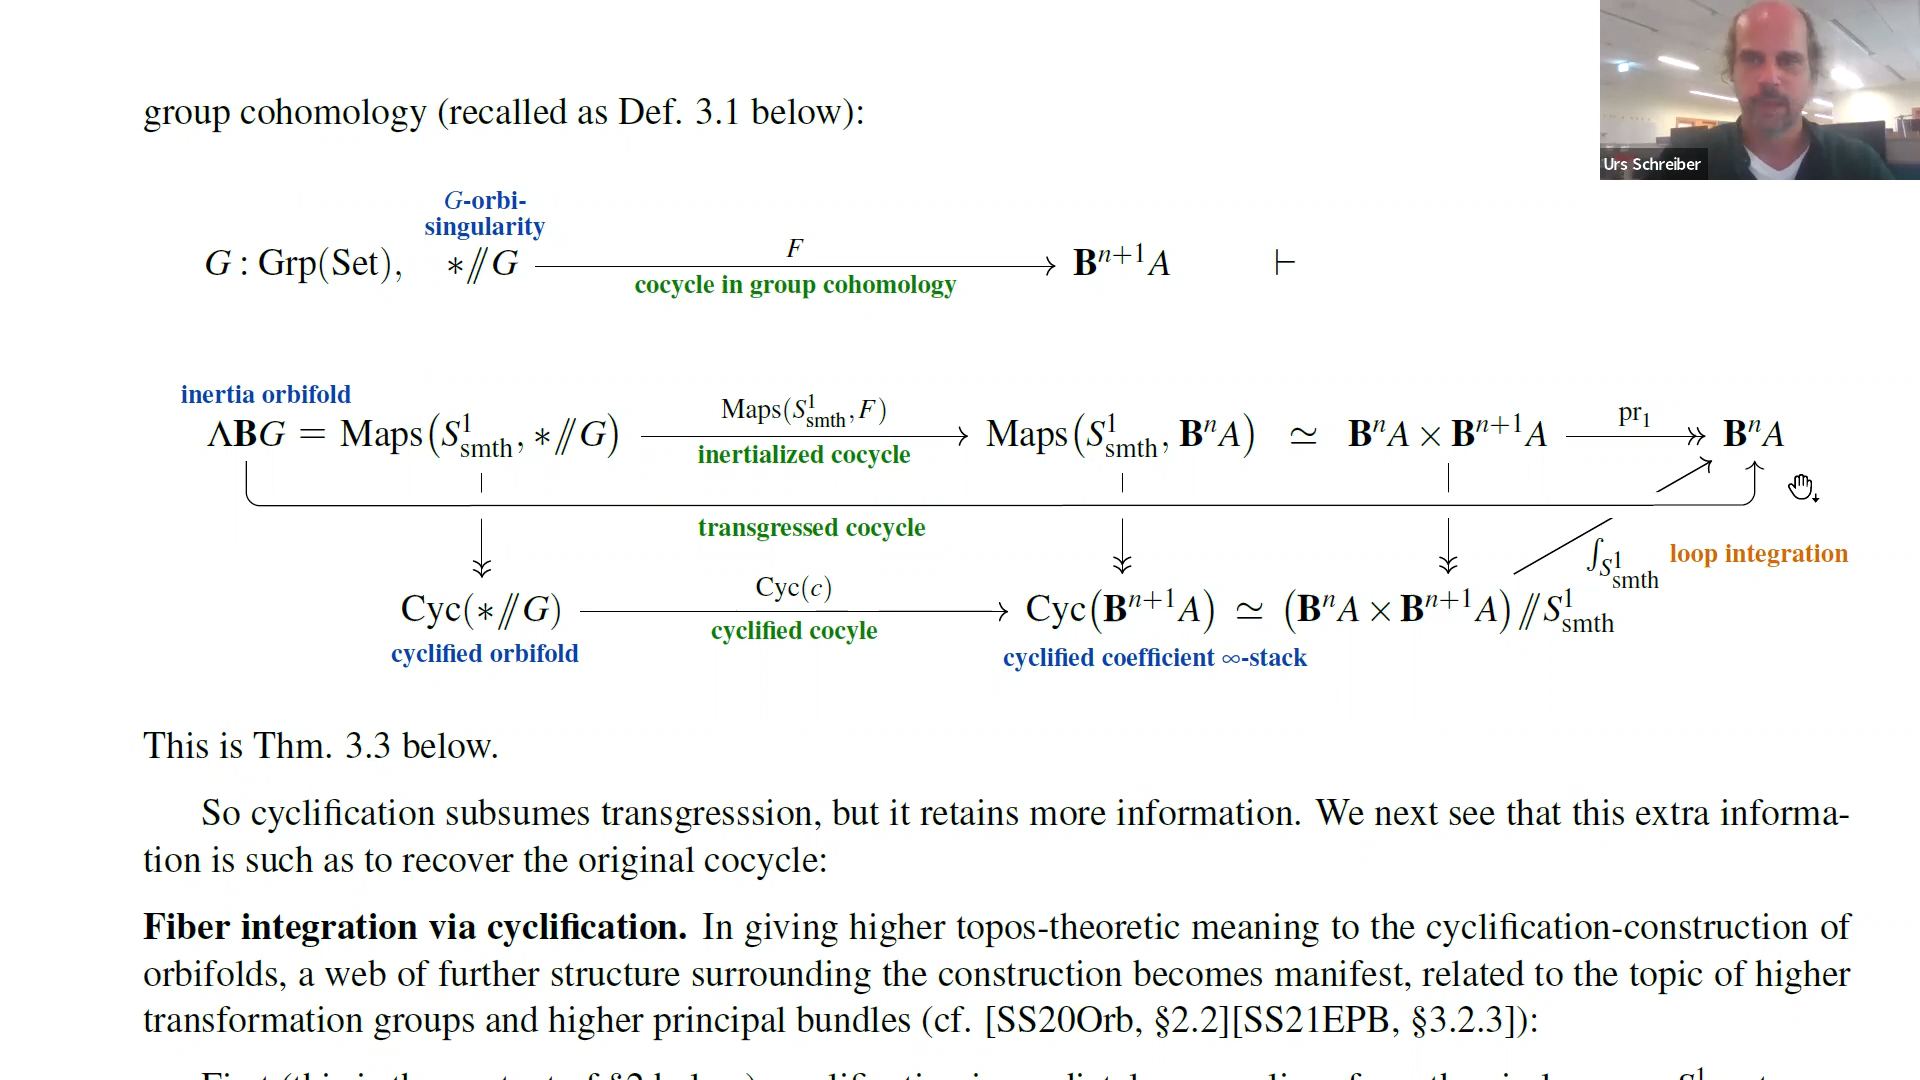 group cohomology (recalled as Def. 3.1 below):
Urs Schreiber
G-orbi-
singularity
G : Grp(Set), ∗⫽G F B^{n+1}A ⊢
cocycle in group cohomology
inertia orbifold
ΛBG = Maps(S^1_smth, ∗⫽G) Maps(S^1_smth, F) Maps(S^1_smth, B^nA) ≃ B^nA × B^{n+1}A pr_1 B^nA
inertialized cocycle
transgressed cocycle
∫_{S^1_smth} loop integration
Cyc(∗⫽G) Cyc(c) Cyc(B^{n+1}A) ≃ (B^nA × B^{n+1}A)⫽S^1_smth
cyclified cocyle
cyclified orbifold cyclified coefficient ∞-stack
This is Thm. 3.3 below.
So cyclification subsumes transgresssion, but it retains more information. We next see that this extra informa-
tion is such as to recover the original cocycle:
Fiber integration via cyclification. In giving higher topos-theoretic meaning to the cyclification-construction of
orbifolds, a web of further structure surrounding the construction becomes manifest, related to the topic of higher
transformation groups and higher principal bundles (cf. [SS20Orb, §2.2][SS21EPB, §3.2.3]):